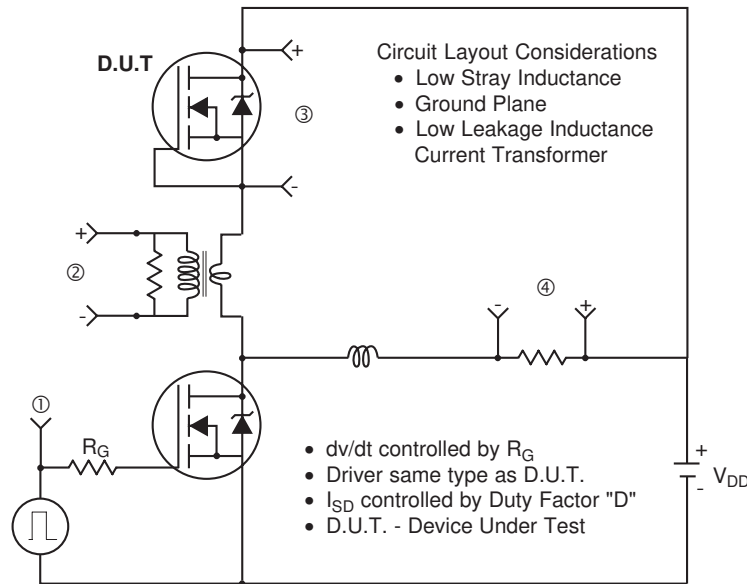 D.U.T
+
③
-
Circuit Layout Considerations
• Low Stray Inductance
• Ground Plane
• Low Leakage Inductance
Current Transformer
+
②
-
-
④
+
①
RG
• dv/dt controlled by RG
• Driver same type as D.U.T.
• ISD controlled by Duty Factor "D"
• D.U.T. - Device Under Test
+
VDD
-